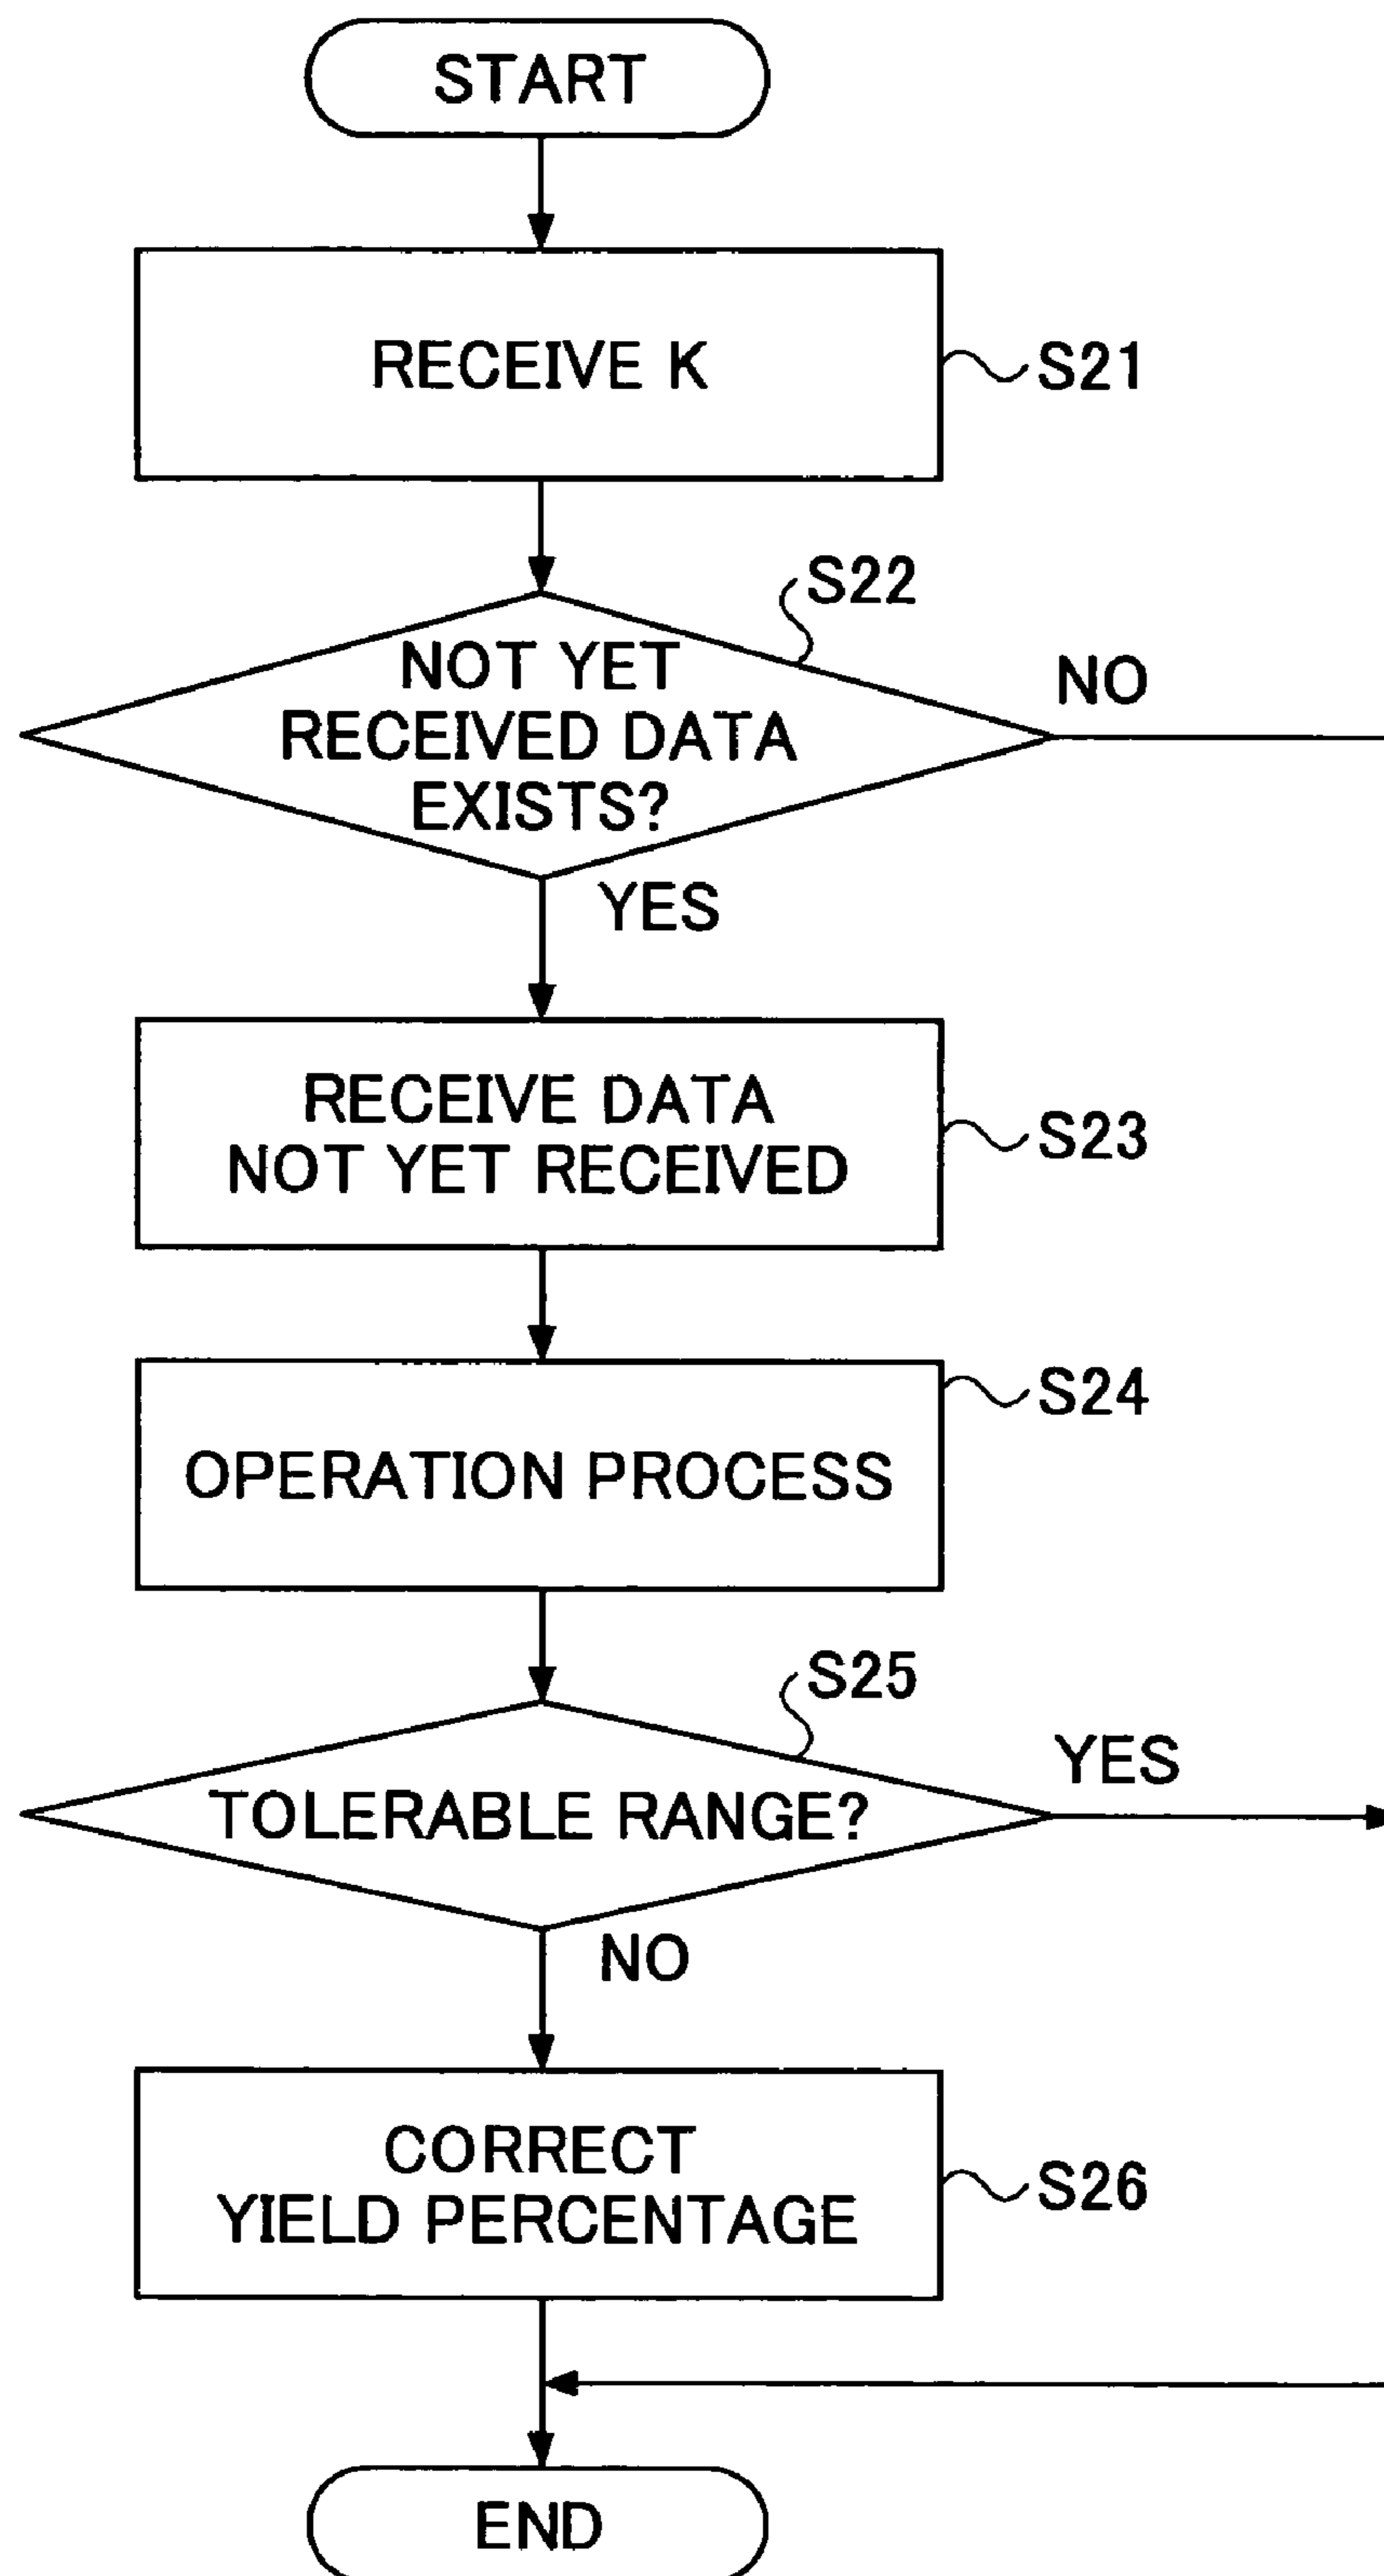 START
RECEIVE K
S21
S22
NOT YET
RECEIVED DATA
EXISTS?
NO
YES
RECEIVE DATA
NOT YET RECEIVED
S23
S24
OPERATION PROCESS
S25
TOLERABLE RANGE?
YES
NO
CORRECT
YIELD PERCENTAGE
S26
END